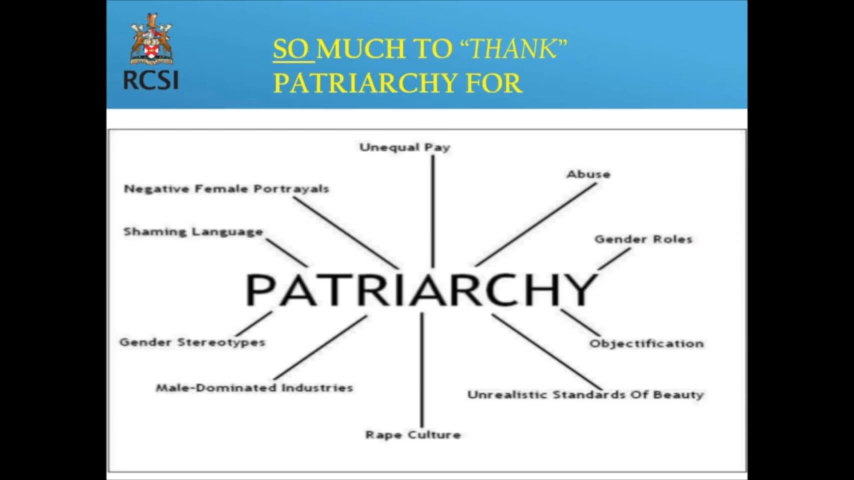 RCSI
SO MUCH TO “THANK”
PATRIARCHY FOR
Unequal Pay
Abuse
Negative Female Portrayals
Shaming Language
Gender Roles
PATRIARCHY
Gender Stereotypes
Objectification
Male-Dominated Industries
Unrealistic Standards Of Beauty
Rape Culture